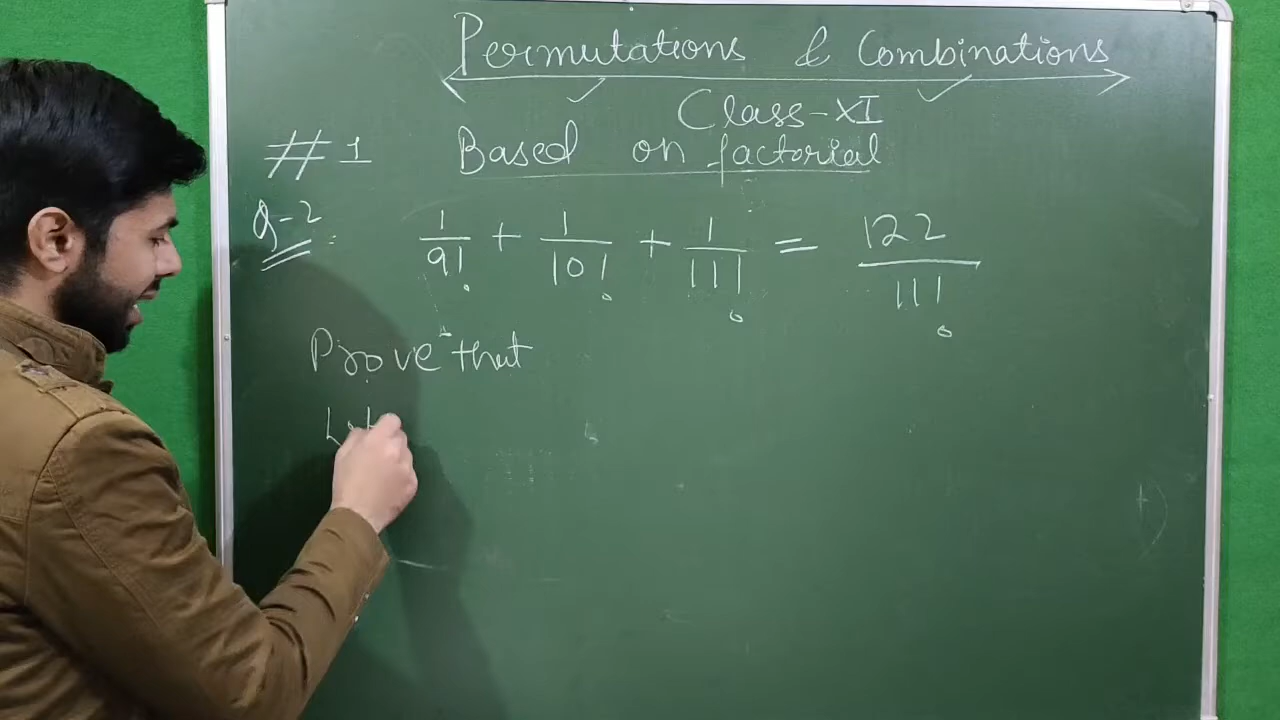 Permutations & Combinations
Class-XI
# 1 Based on factorial
Q-2 : 1/9! + 1/10! + 1/11! = 122/11!
Prove that